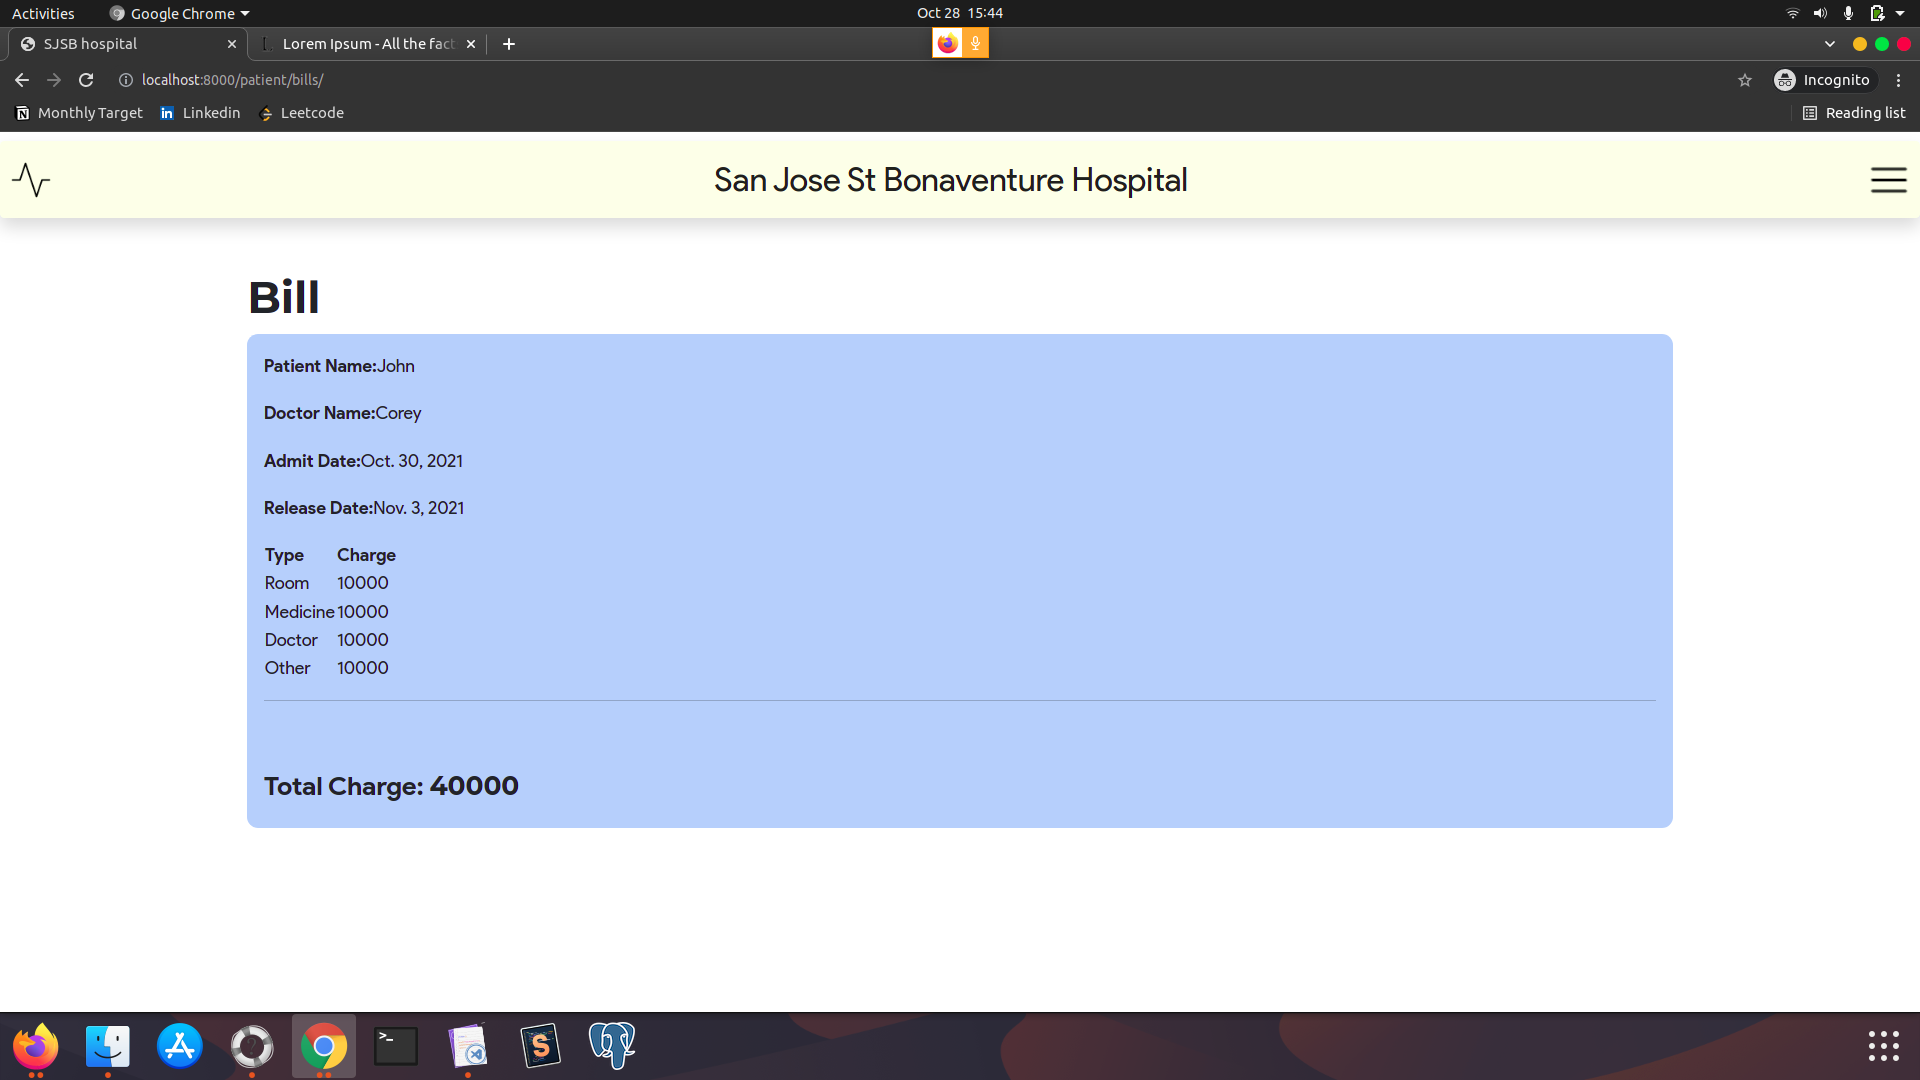 Activities Google Chrome Oct 28 15:44
SJSB hospital Lorem Ipsum - All the fact
localhost:8000/patient/bills/ Incognito
Monthly Target Linkedin Leetcode Reading list
San Jose St Bonaventure Hospital
Bill
Patient Name:John
Doctor Name:Corey
Admit Date:Oct. 30, 2021
Release Date:Nov. 3, 2021
Type Charge
Room 10000
Medicine 10000
Doctor 10000
Other 10000
Total Charge: 40000